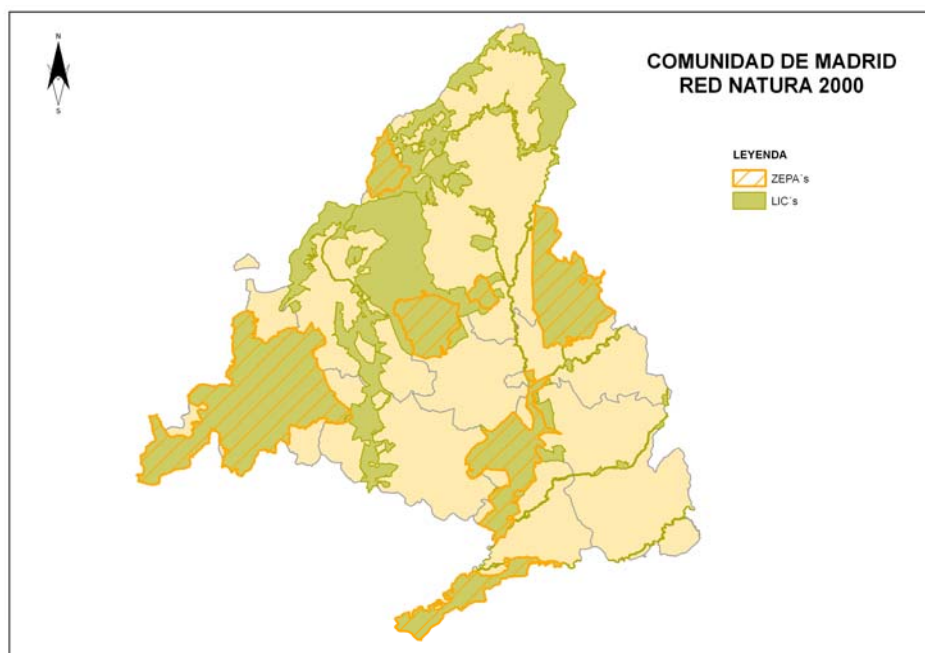 N
S
COMUNIDAD DE MADRID
RED NATURA 2000
LEYENDA
ZEPA`s
LIC`s